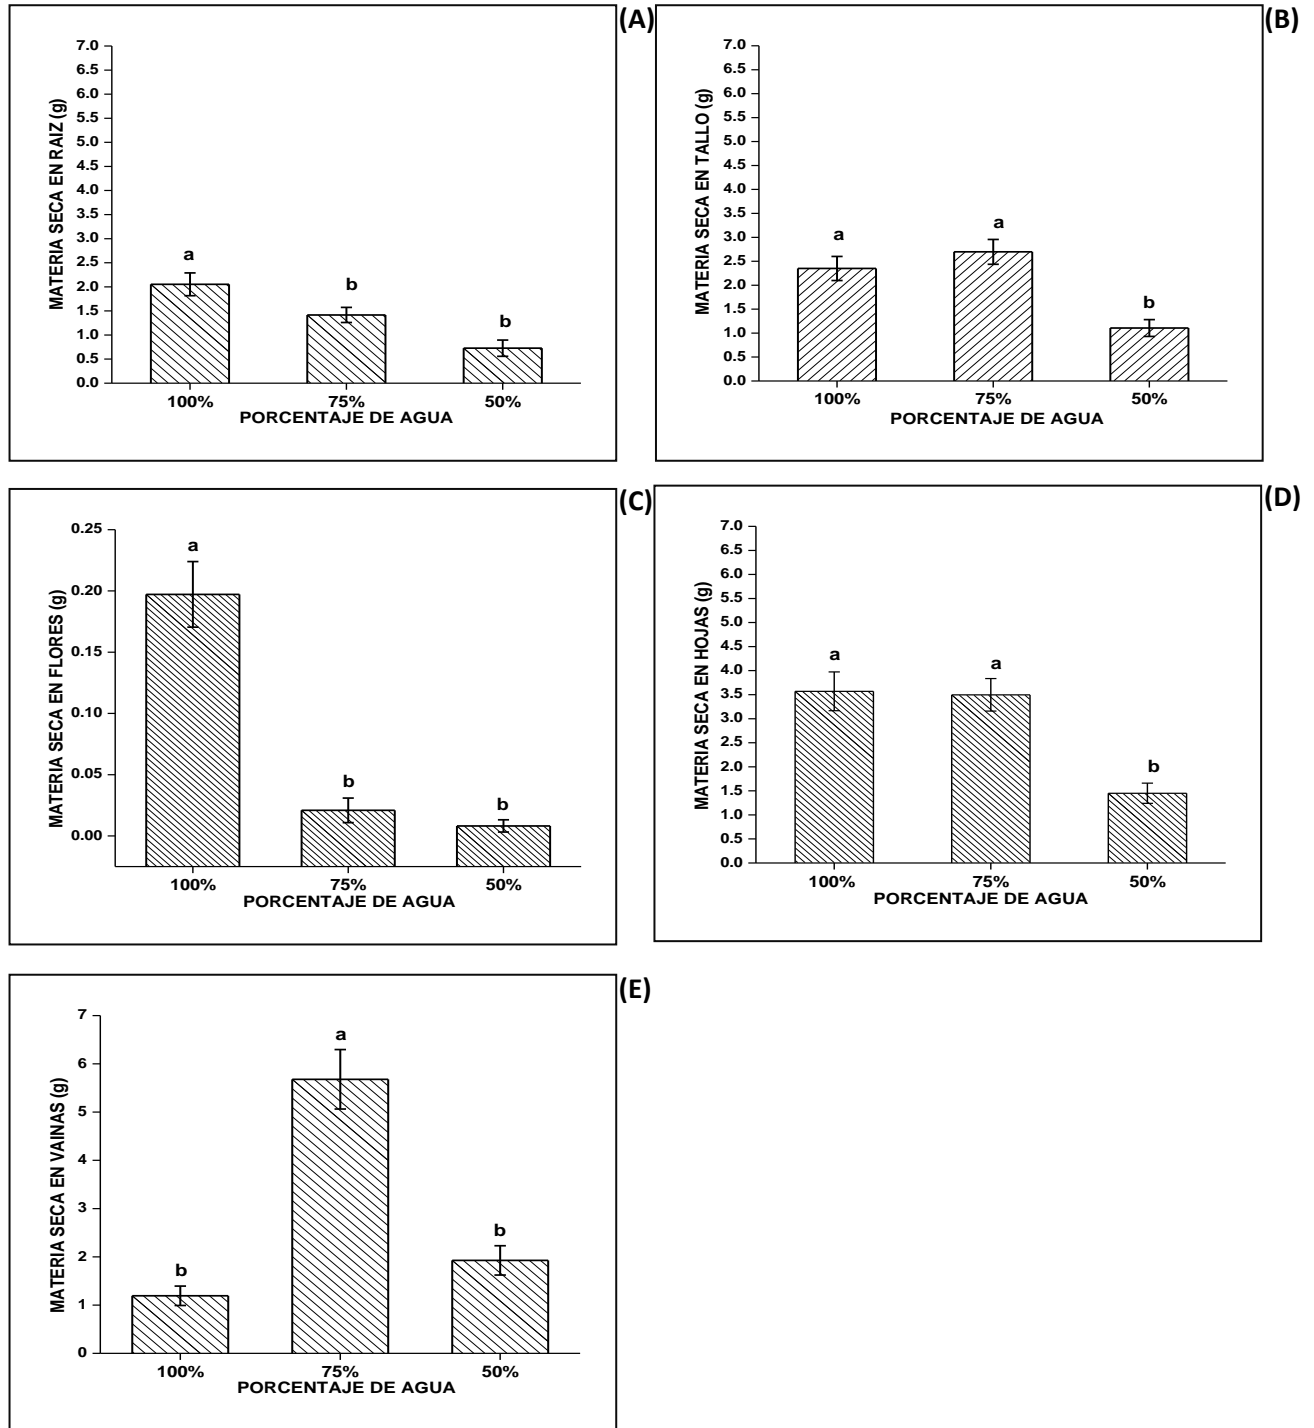 (A)
7.0
6.5
6.0
5.5
5.0
4.5
4.0
3.5
3.0
2.5
2.0
1.5
1.0
0.5
0.0
MATERIA SECA EN RAIZ (g)
a
b
b
100% 75% 50%
PORCENTAJE DE AGUA
(B)
7.0
6.5
6.0
5.5
5.0
4.5
4.0
3.5
3.0
2.5
2.0
1.5
1.0
0.5
0.0
MATERIA SECA EN TALLO (g)
a
a
b
100% 75% 50%
PORCENTAJE DE AGUA
(C)
0.25
0.20
0.15
0.10
0.05
0.00
MATERIA SECA EN FLORES (g)
a
b
b
100% 75% 50%
PORCENTAJE DE AGUA
(D)
7.0
6.5
6.0
5.5
5.0
4.5
4.0
3.5
3.0
2.5
2.0
1.5
1.0
0.5
0.0
MATERIA SECA EN HOJAS (g)
a
a
b
100% 75% 50%
PORCENTAJE DE AGUA
(E)
7
6
5
4
3
2
1
0
MATERIA SECA EN VAINAS (g)
b
a
b
100% 75% 50%
PORCENTAJE DE AGUA